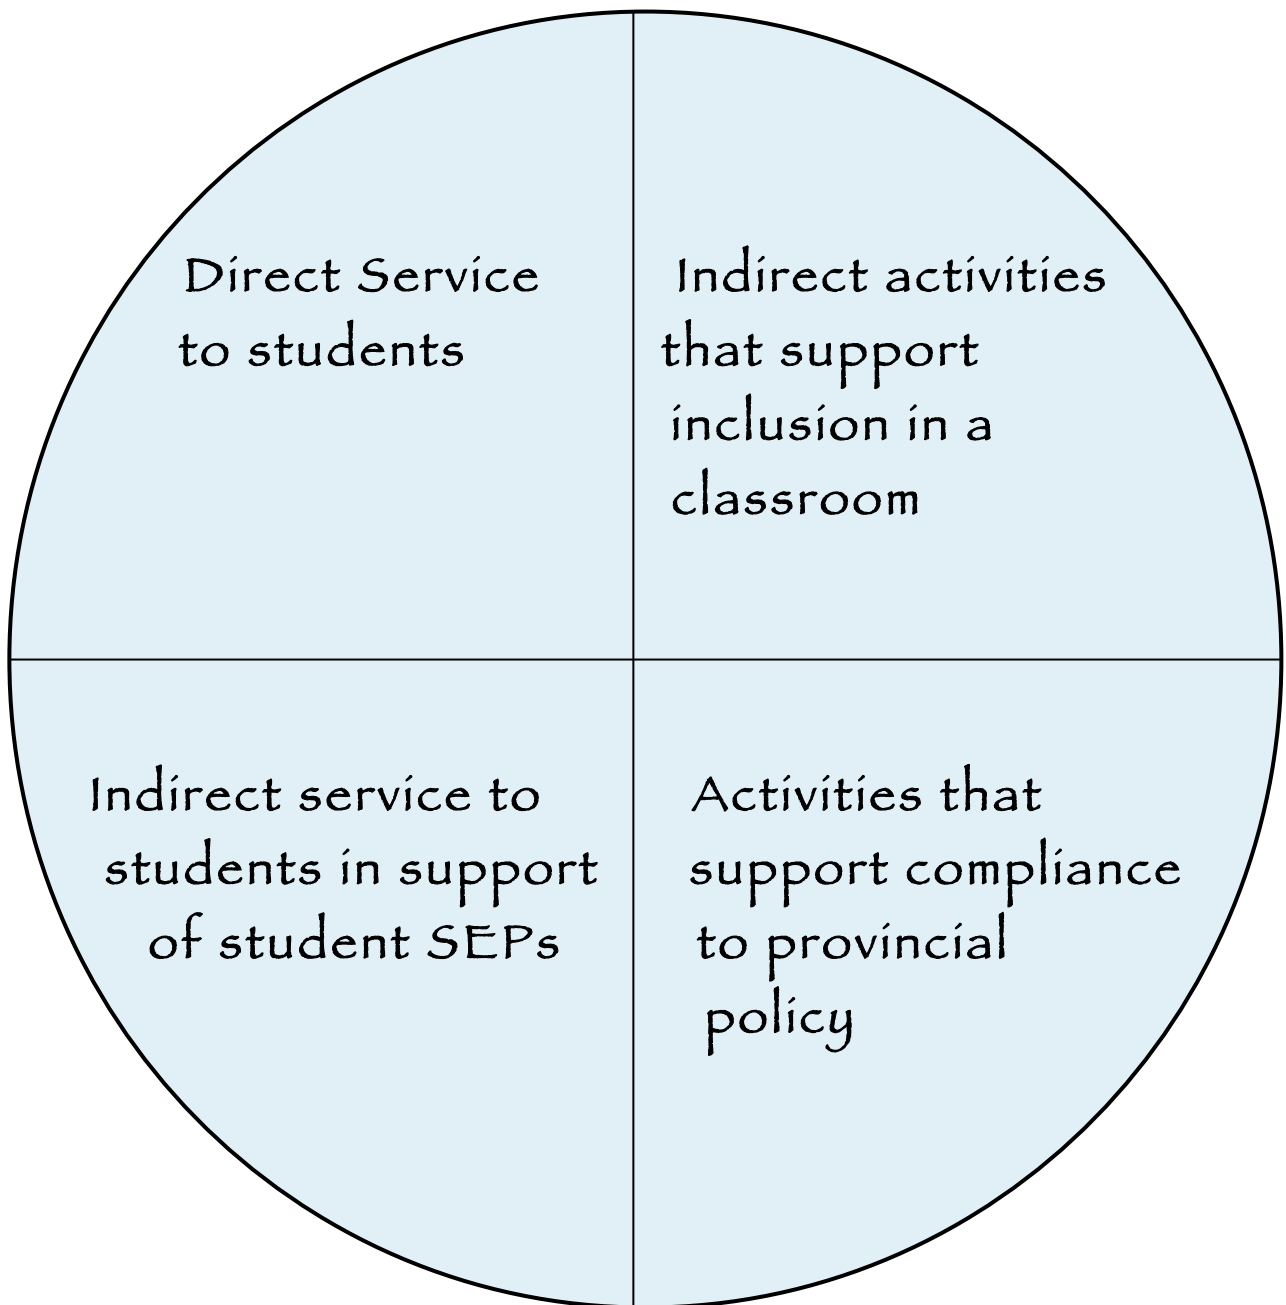 Direct Service
to students
Indirect activities
that support
inclusion in a
classroom
Indirect service to
students in support
of student SEPs
Activities that
support compliance
to provincial
policy